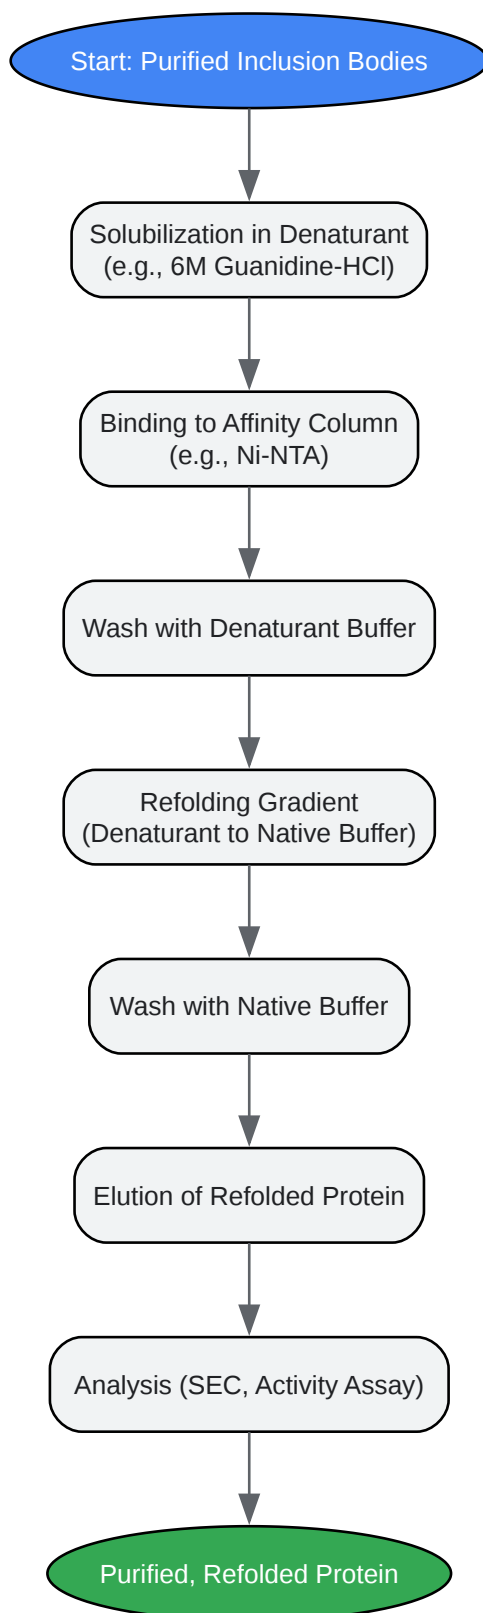 Start: Purified Inclusion Bodies
Solubilization in Denaturant
(e.g., 6M Guanidine-HCl)
Binding to Affinity Column
(e.g., Ni-NTA)
Wash with Denaturant Buffer
Refolding Gradient
(Denaturant to Native Buffer)
Wash with Native Buffer
Elution of Refolded Protein
Analysis (SEC, Activity Assay)
Purified, Refolded Protein